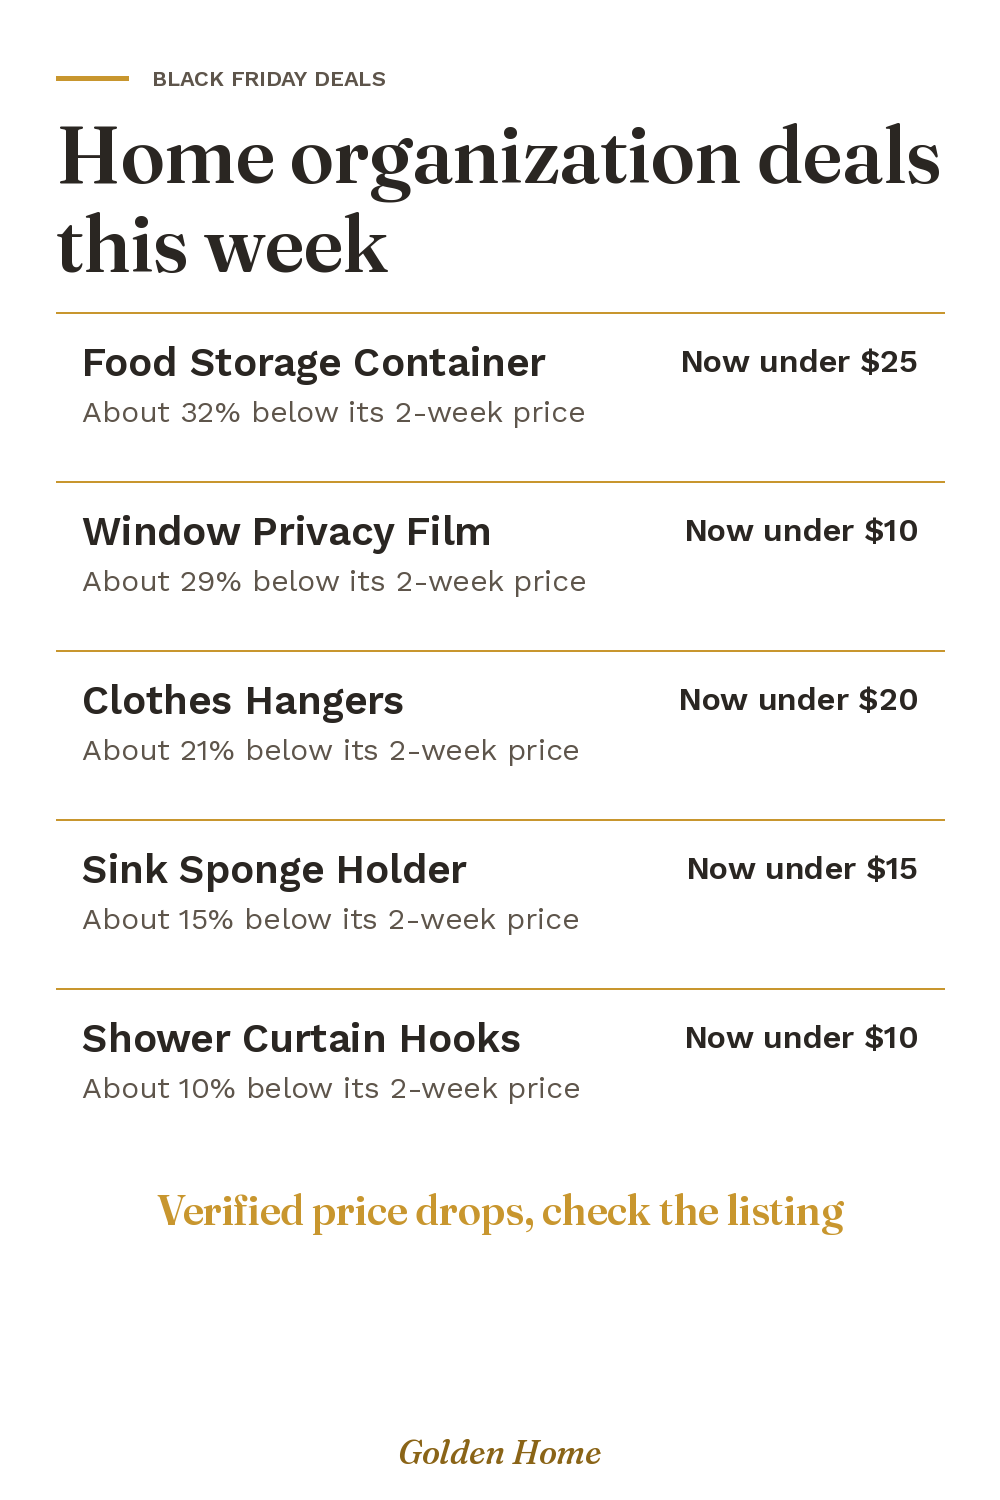 BLACK FRIDAY DEALS
Home organization deals
this week
Food Storage Container
Now under $25
About 32% below its 2-week price
Window Privacy Film
Now under $10
About 29% below its 2-week price
Clothes Hangers
Now under $20
About 21% below its 2-week price
Sink Sponge Holder
Now under $15
About 15% below its 2-week price
Shower Curtain Hooks
Now under $10
About 10% below its 2-week price
Verified price drops, check the listing
Golden Home